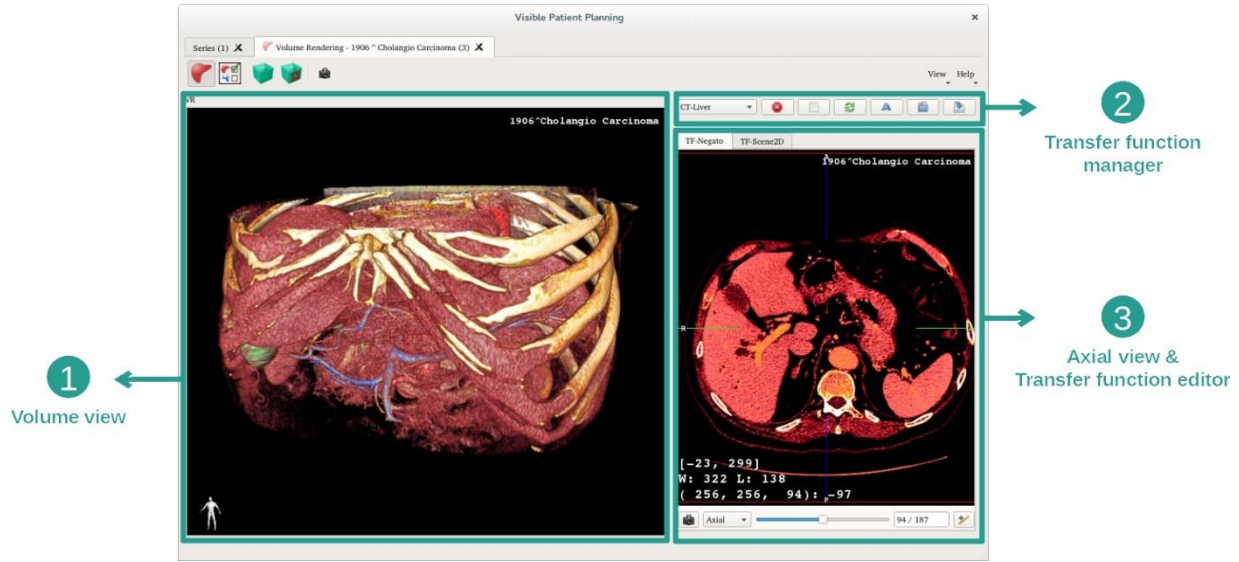 Visible Patient Planning
Series (1)
Volume Rendering - 1906 ^ Cholangio Carcinoma (3)
View
Help
VR
1906^Cholangio Carcinoma
CT-Liver
TF-Negato
TF-Scene2D
A
1906^Cholangio Carcinoma
R
[-23, 299]
W: 322 L: 138
( 256, 256, 94): -97
P
Axial
94 / 187
1
Volume view
2
Transfer function
manager
3
Axial view &
Transfer function editor